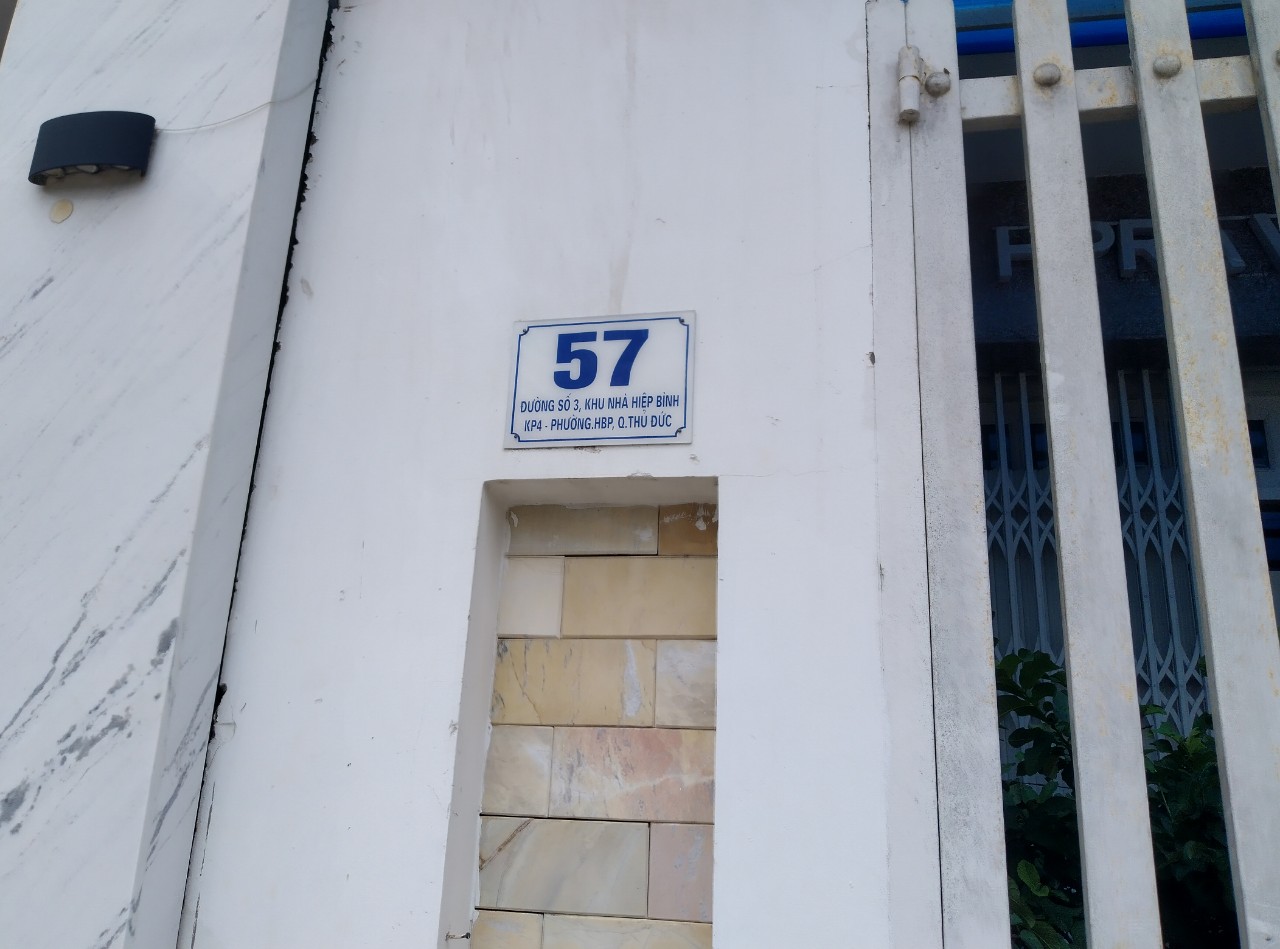 57
ĐƯỜNG SỐ 3, KHU NHÀ HIỆP BÌNH
KP4 - PHƯỜNG.HBP, Q.THỦ ĐỨC